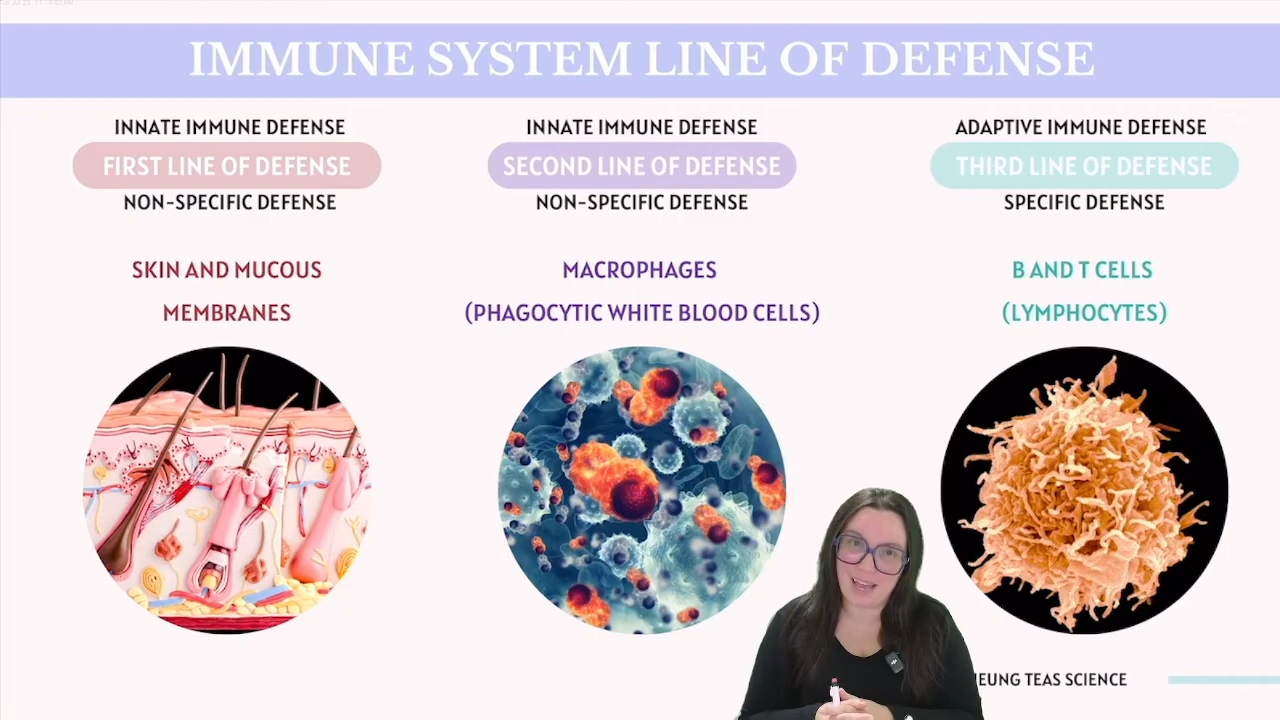 IMMUNE SYSTEM LINE OF DEFENSE
INNATE IMMUNE DEFENSE
FIRST LINE OF DEFENSE
NON-SPECIFIC DEFENSE
SKIN AND MUCOUS
MEMBRANES
INNATE IMMUNE DEFENSE
SECOND LINE OF DEFENSE
NON-SPECIFIC DEFENSE
MACROPHAGES
(PHAGOCYTIC WHITE BLOOD CELLS)
ADAPTIVE IMMUNE DEFENSE
THIRD LINE OF DEFENSE
SPECIFIC DEFENSE
B AND T CELLS
(LYMPHOCYTES)
TEAS SCIENCE